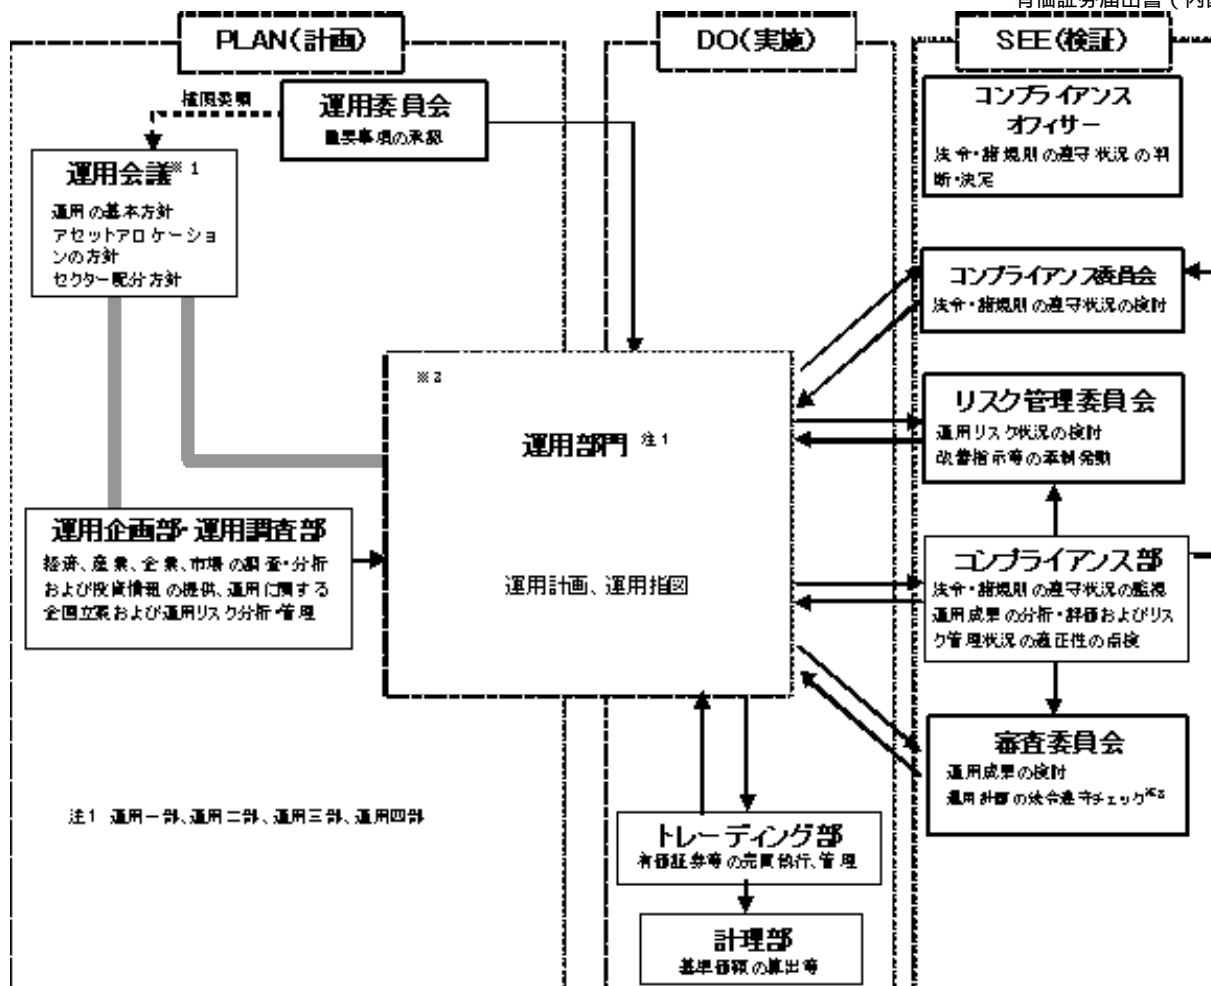 有価証券届出書（内
PLAN（計画）
DO（実施）
SEE（検証）
権限委譲
運用委員会
重要事項の承認
運用会議※1
運用の基本方針
アセットアロケーショ
ンの方針
セクター配分方針
コンプライアンス
オフィサー
法令・諸規則の遵守状況の判
断・決定
コンプライアンス委員会
法令・諸規則の遵守状況の検討
※2
運用部門 注1
運用計画、運用指図
リスク管理委員会
運用リスク状況の検討
改善指示等の牽制発動
運用企画部・運用調査部
経済、産業、企業、市場の調査・分析
および投資情報の提供、運用に関する
企画立案および運用リスク分析・管理
コンプライアンス部
法令・諸規則の遵守状況の監視
運用成果の分析・評価およびリス
ク管理状況の適正性の点検
審査委員会
運用成果の検討
運用計画の法令遵守チェック※2
注1 運用一部、運用二部、運用三部、運用四部
トレーディング部
有価証券等の売買執行、管理
計理部
基準価額の算出等